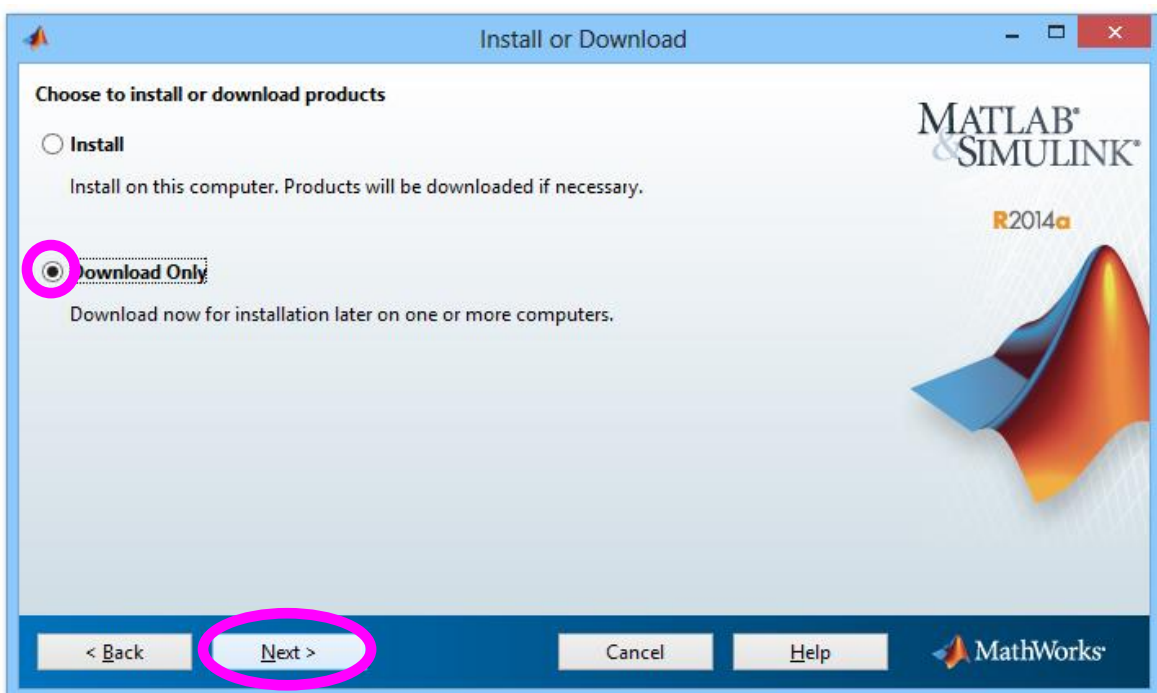 Install or Download
Choose to install or download products
Install
Install on this computer. Products will be downloaded if necessary.
Download Only
Download now for installation later on one or more computers.
MATLAB®
&SIMULINK®
R2014a
< Back
Next >
Cancel
Help
MathWorks®